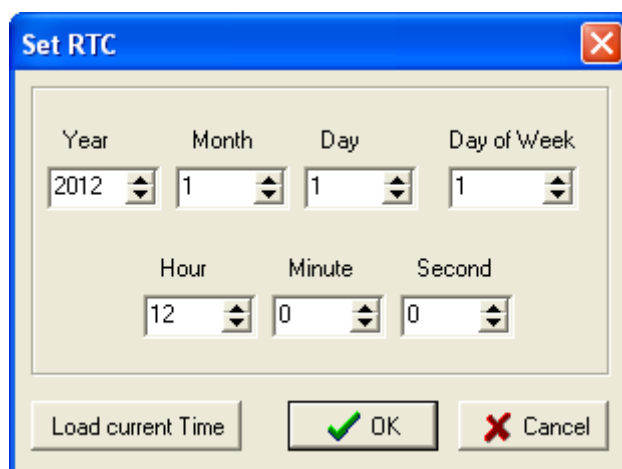 Set RTC
Year Month Day Day of Week
2012 1 1 1
Hour Minute Second
12 0 0
Load current Time OK Cancel